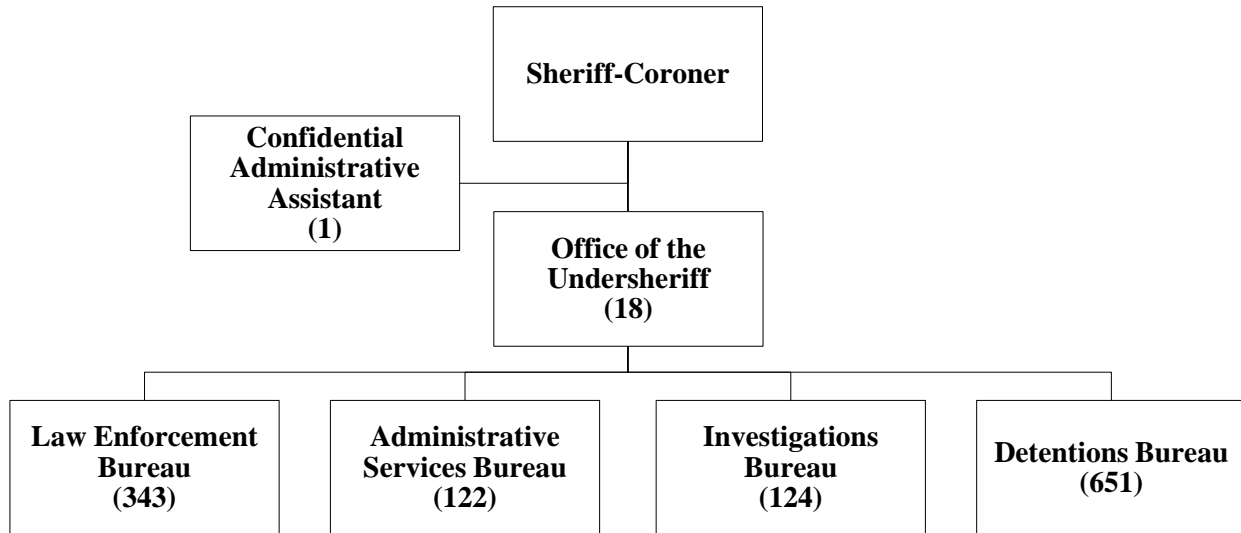 Sheriff-Coroner
Confidential
Administrative
Assistant
(1)
Office of the
Undersheriff
(18)
Law Enforcement
Bureau
(343)
Administrative
Services Bureau
(122)
Investigations
Bureau
(124)
Detentions Bureau
(651)